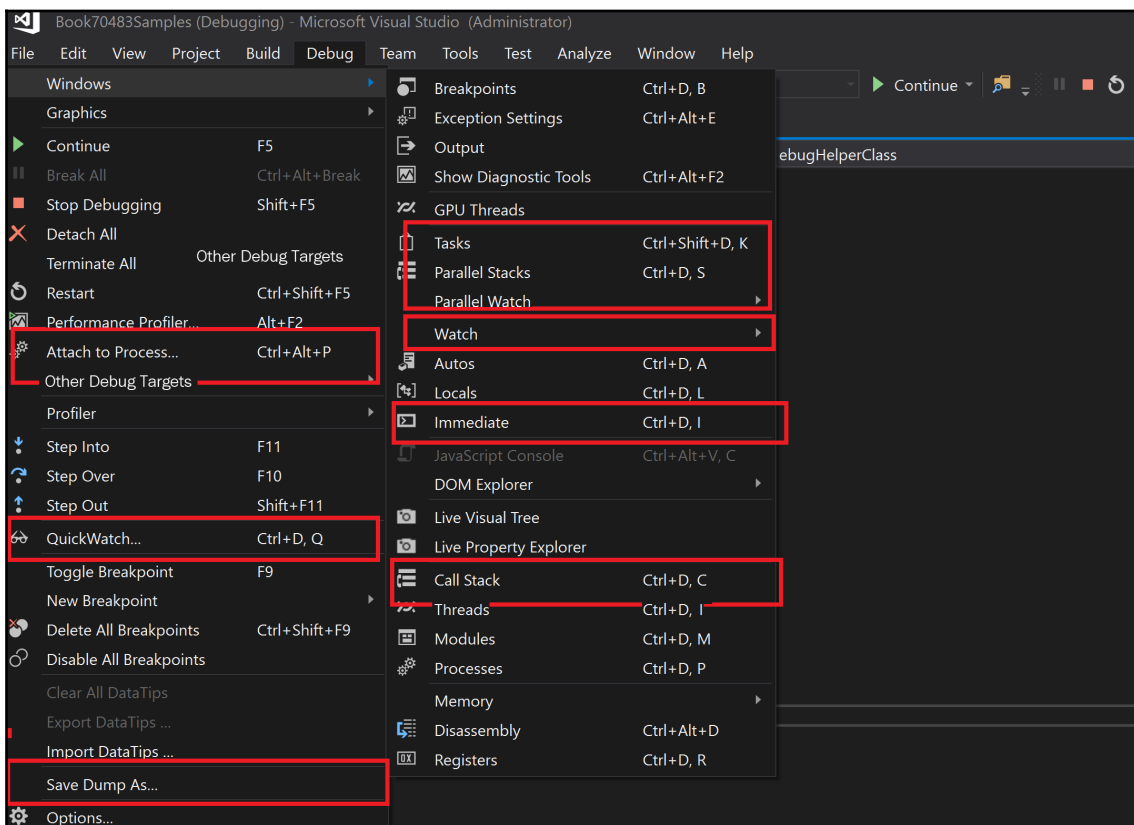 Book70483Samples (Debugging) - Microsoft Visual Studio (Administrator)
File Edit View Project Build Debug Team Tools Test Analyze Window Help
Continue
ebugHelperClass
Windows
Graphics
Continue F5
Break All Ctrl+Alt+Break
Stop Debugging Shift+F5
Detach All
Terminate All Other Debug Targets
Restart Ctrl+Shift+F5
Performance Profiler... Alt+F2
Attach to Process... Ctrl+Alt+P
Other Debug Targets
Profiler
Step Into F11
Step Over F10
Step Out Shift+F11
QuickWatch... Ctrl+D, Q
Toggle Breakpoint F9
New Breakpoint
Delete All Breakpoints Ctrl+Shift+F9
Disable All Breakpoints
Clear All DataTips
Export DataTips ...
Import DataTips ...
Save Dump As...
Options...
Breakpoints Ctrl+D, B
Exception Settings Ctrl+Alt+E
Output
Show Diagnostic Tools Ctrl+Alt+F2
GPU Threads
Tasks Ctrl+Shift+D, K
Parallel Stacks Ctrl+D, S
Parallel Watch
Watch
Autos Ctrl+D, A
Locals Ctrl+D, L
Immediate Ctrl+D, I
JavaScript Console Ctrl+Alt+V, C
DOM Explorer
Live Visual Tree
Live Property Explorer
Call Stack Ctrl+D, C
Threads Ctrl+D, I
Modules Ctrl+D, M
Processes Ctrl+D, P
Memory
Disassembly Ctrl+Alt+D
Registers Ctrl+D, R